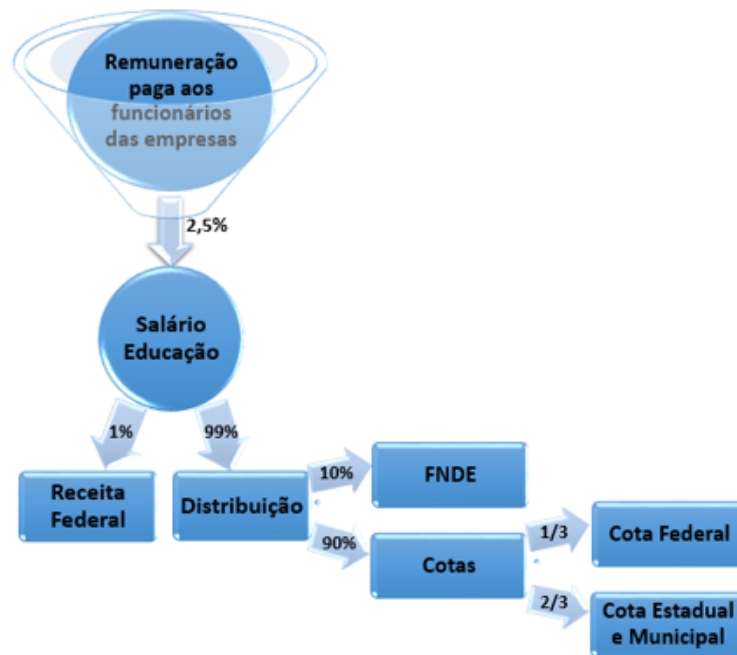 Remuneração
paga aos
funcionários
das empresas
2,5%
Salário
Educação
1%
99%
Receita
Federal
Distribuição
10%
FNDE
90%
Cotas
1/3
Cota Federal
2/3
Cota Estadual
e Municipal